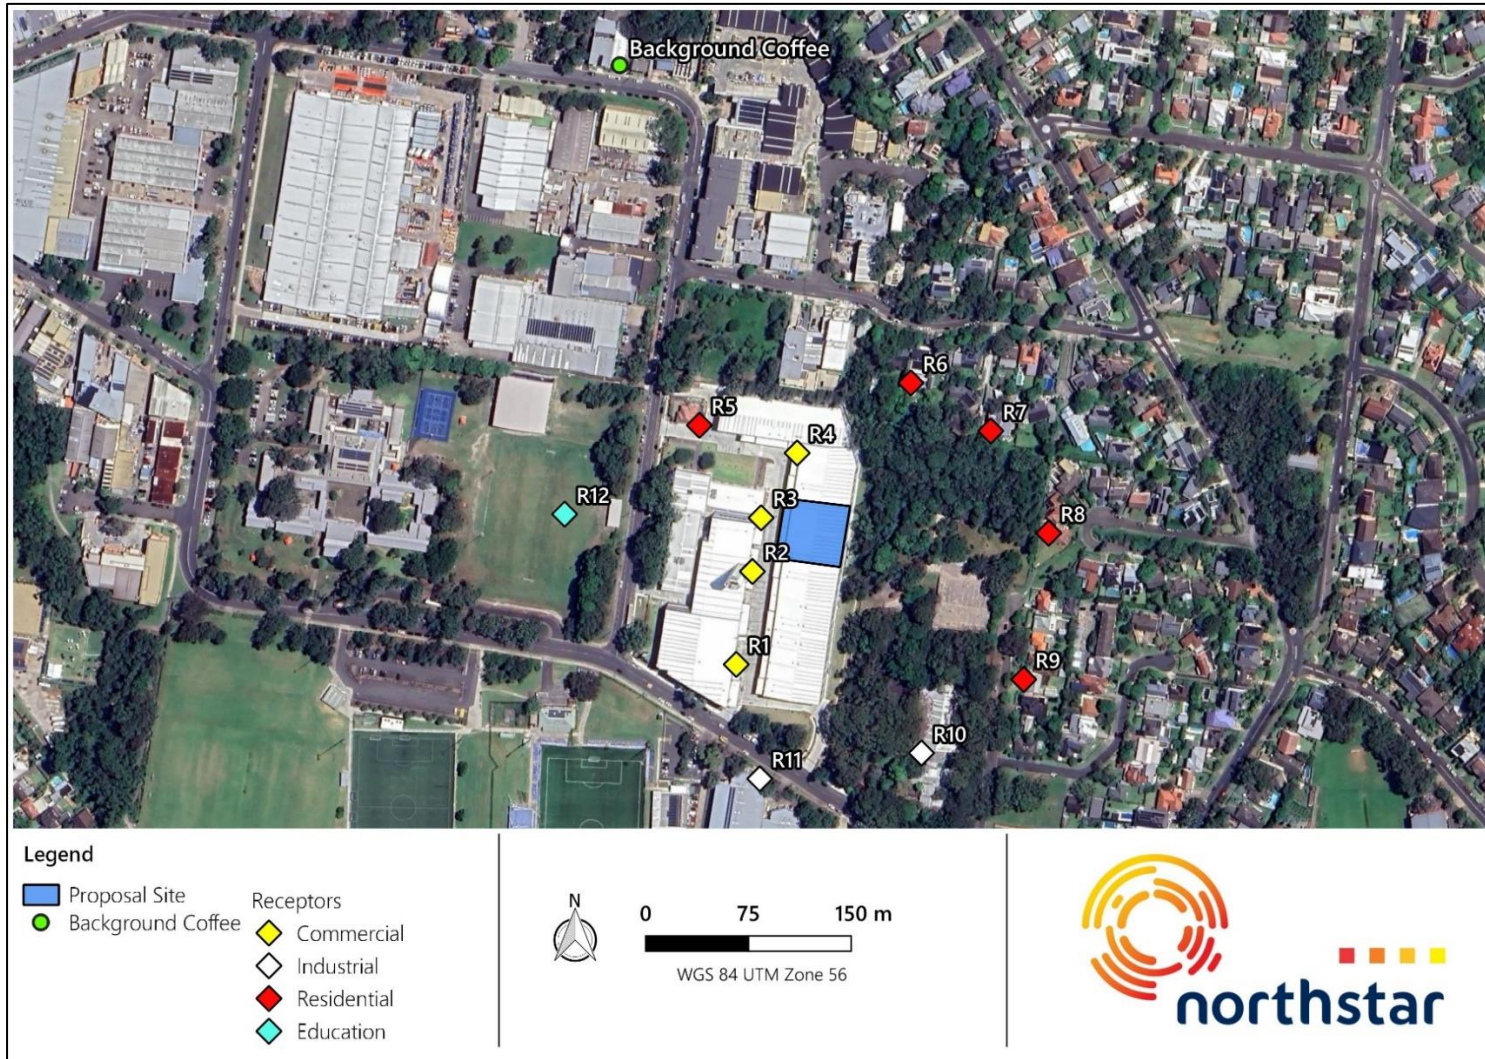 Background Coffee
R6
R5
R7
R4
R12
R3
R8
R2
R1
R9
R10
R11
Legend
Proposal Site
Background Coffee
Receptors
Commercial
Industrial
Residential
Education
N
0 75 150 m
WGS 84 UTM Zone 56
northstar